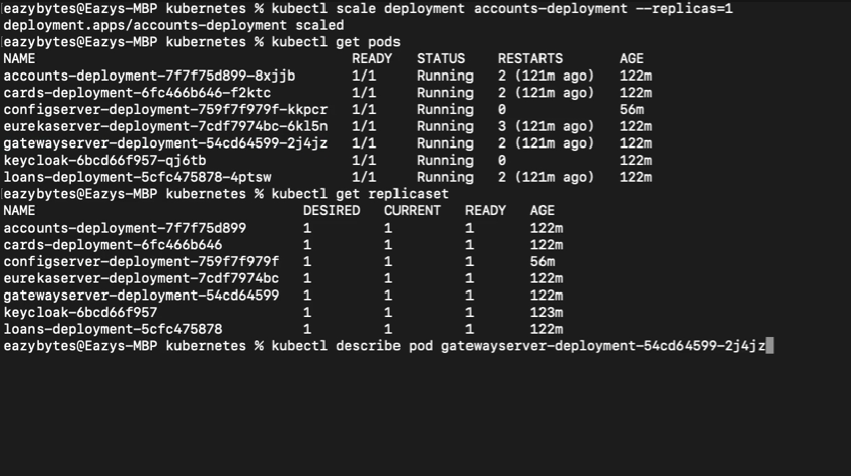 eazybytes@Eazys-MBP kubernetes % kubectl scale deployment accounts-deployment --replicas=1
deployment.apps/accounts-deployment scaled
eazybytes@Eazys-MBP kubernetes % kubectl get pods
NAME READY STATUS RESTARTS AGE
accounts-deployment-7f7f75d899-8xjjb 1/1 Running 2 (121m ago) 122m
cards-deployment-6fc466b646-f2ktc 1/1 Running 2 (121m ago) 122m
configserver-deployment-759f7f979f-kkpcr 1/1 Running 0 56m
eurekaserver-deployment-7cdf7974bc-6kl5n 1/1 Running 3 (121m ago) 122m
gatewayserver-deployment-54cd64599-2j4jz 1/1 Running 2 (121m ago) 122m
keycloak-6bcd66f957-qj6tb 1/1 Running 0 122m
loans-deployment-5cfc475878-4ptsw 1/1 Running 2 (121m ago) 122m
eazybytes@Eazys-MBP kubernetes % kubectl get replicaset
NAME DESIRED CURRENT READY AGE
accounts-deployment-7f7f75d899 1 1 1 122m
cards-deployment-6fc466b646 1 1 1 122m
configserver-deployment-759f7f979f 1 1 1 56m
eurekaserver-deployment-7cdf7974bc 1 1 1 122m
gatewayserver-deployment-54cd64599 1 1 1 122m
keycloak-6bcd66f957 1 1 1 123m
loans-deployment-5cfc475878 1 1 1 122m
eazybytes@Eazys-MBP kubernetes % kubectl describe pod gatewayserver-deployment-54cd64599-2j4jz